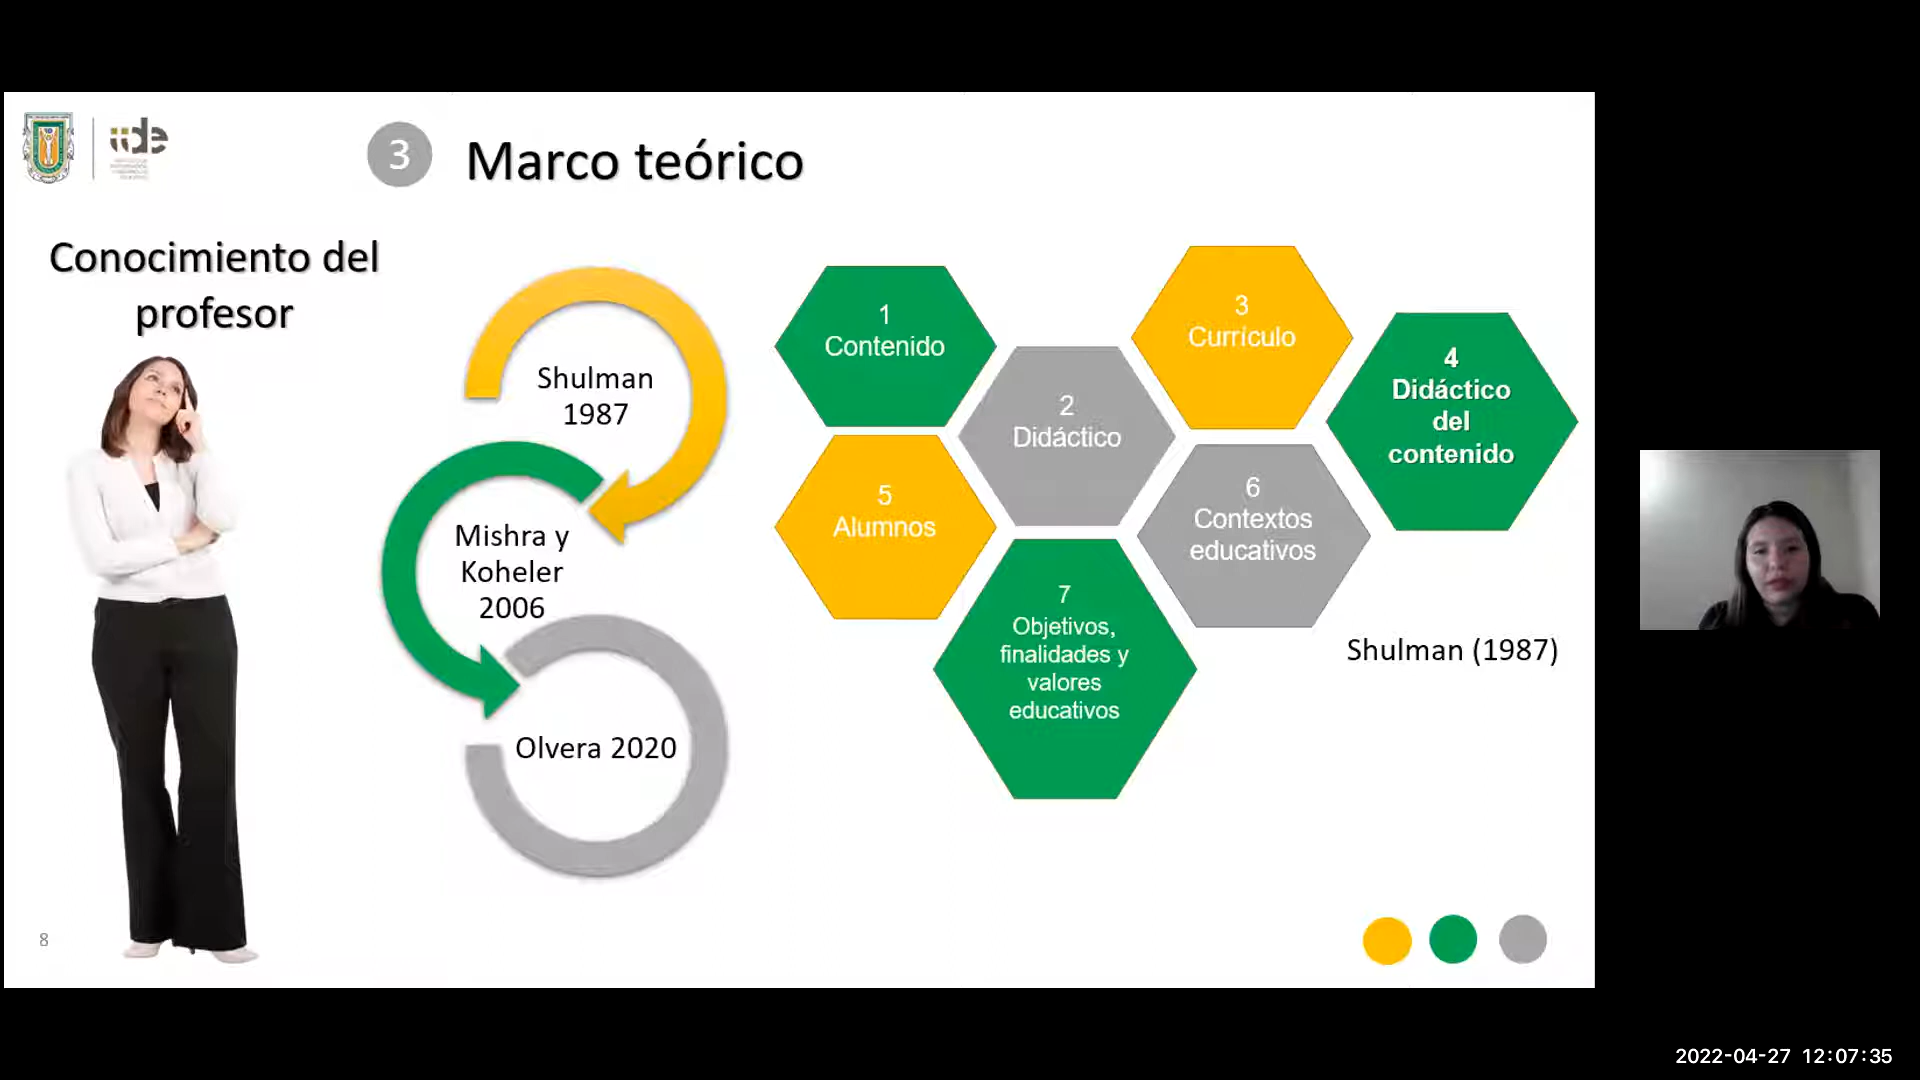 iide
3
Marco teórico
Conocimiento del
profesor
Shulman
1987
Mishra y
Koheler
2006
Olvera 2020
1
Contenido
2
Didáctico
3
Currículo
4
Didáctico
del
contenido
5
Alumnos
6
Contextos
educativos
7
Objetivos,
finalidades y
valores
educativos
Shulman (1987)
8
2022-04-27 12:07:35